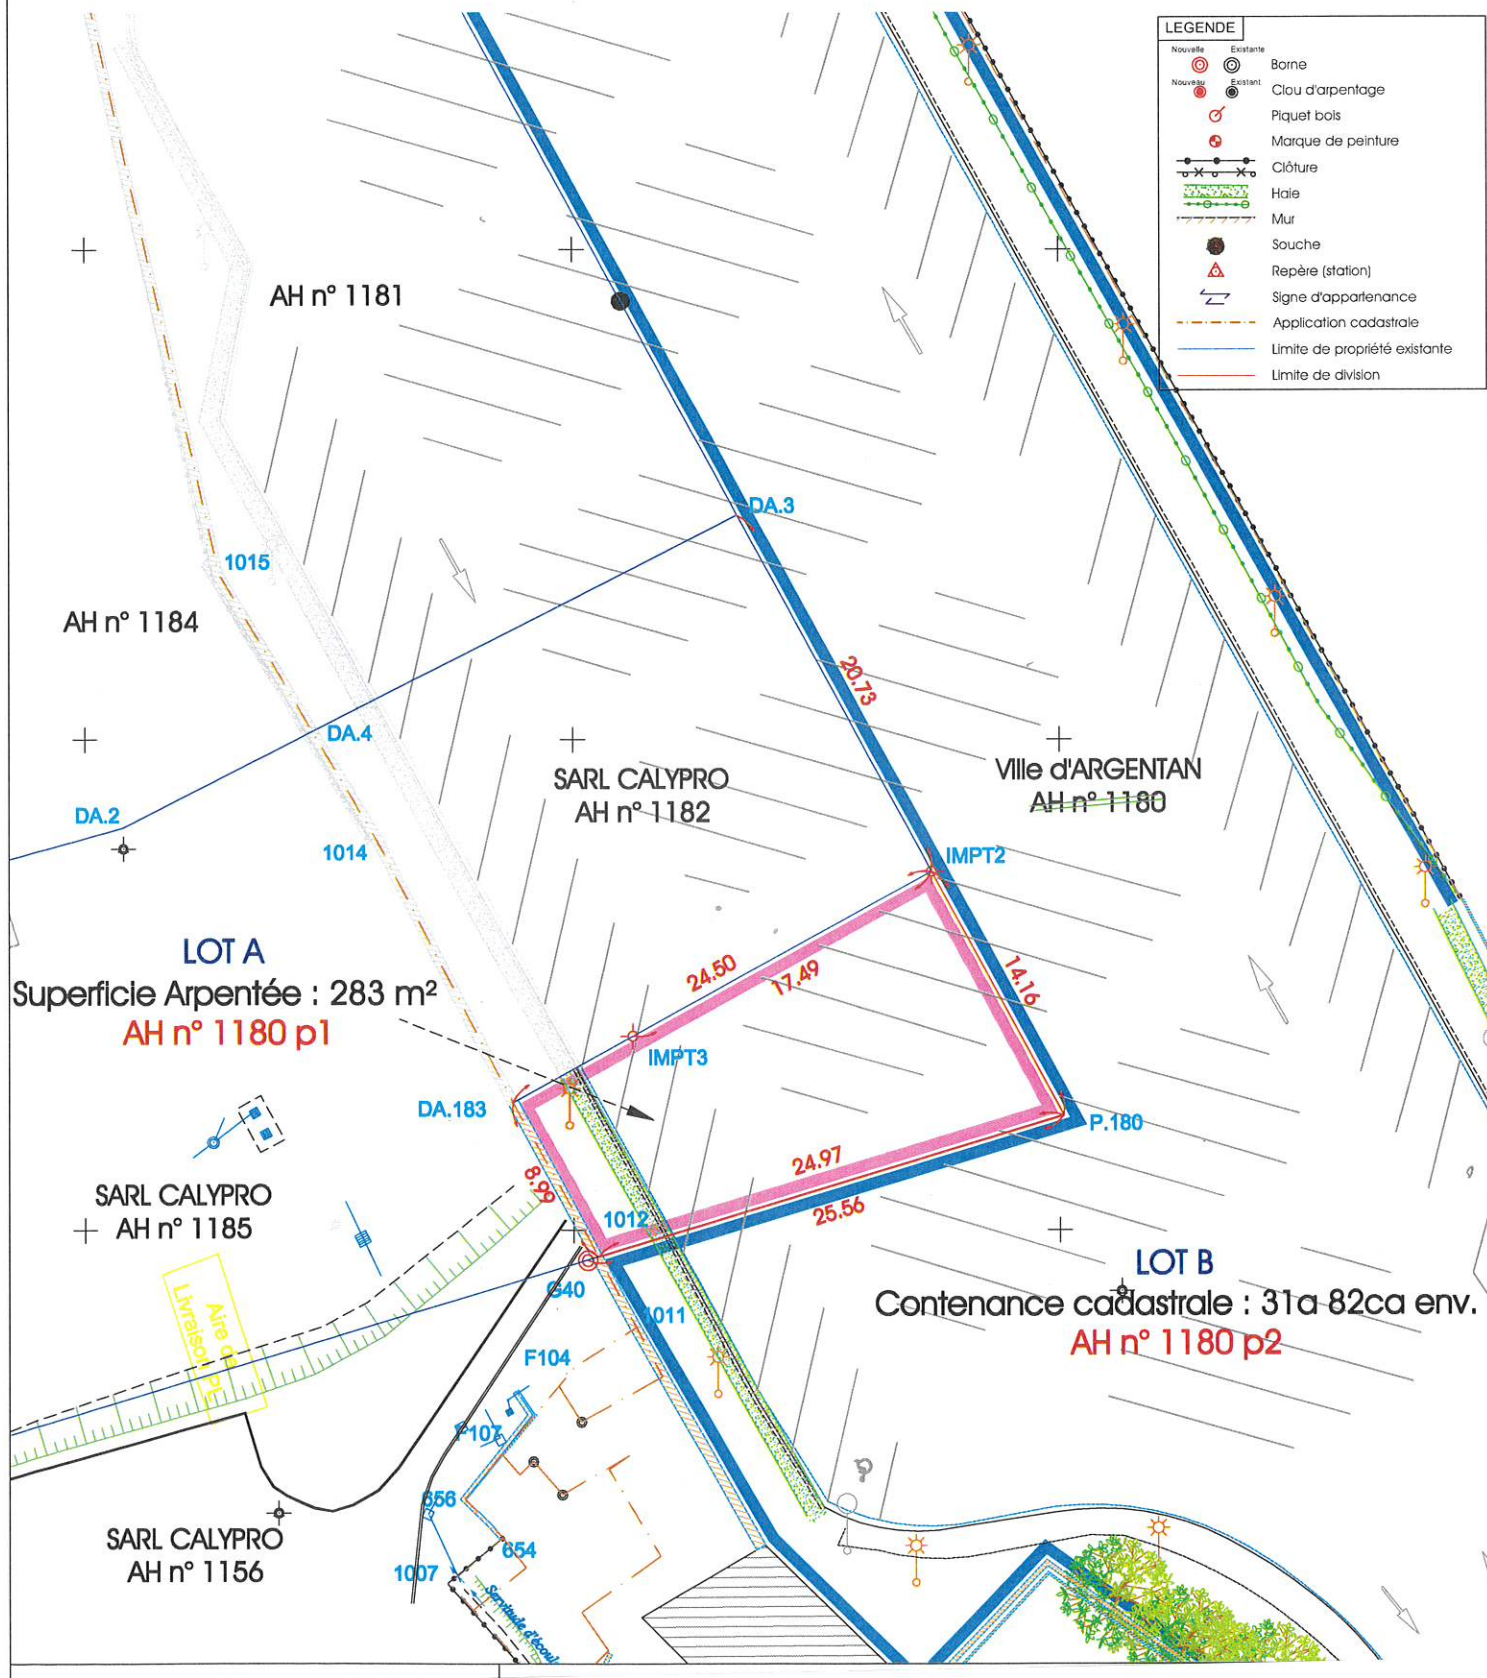 LEGENDE
Nouvelle Existante
Borne
Nouveau Existant
Clou d'arpentage
Piquet bois
Marque de peinture
Clôture
Haie
Mur
Souche
Repère (station)
Signe d'appartenance
Application cadastrale
Limite de propriété existante
Limite de division
AH n° 1181
DA.3
1015
AH n° 1184
20.73
DA.4
SARL CALYPRO
AH n° 1182
Ville d'ARGENTAN
AH n° 1180
DA.2
1014
IMPT2
LOT A
Superficie Arpentée : 283 m²
AH n° 1180 p1
24.50
17.49
14.16
IMPT3
DA.183
P.180
24.97
8.99
25.56
1012
SARL CALYPRO
AH n° 1185
LOT B
Contenance cadastrale : 31a 82ca env.
AH n° 1180 p2
G40
1011
Aire de
Livraison PL
F104
F107
656
654
1007
SARL CALYPRO
AH n° 1156
Servitude d'écoul